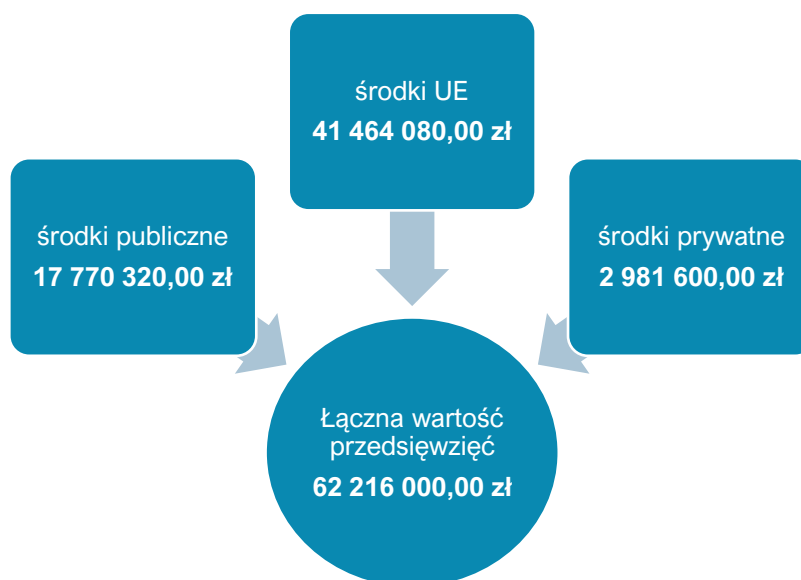 środki UE
41 464 080,00 zł
środki publiczne
17 770 320,00 zł
środki prywatne
2 981 600,00 zł
Łączna wartość
przedsięwzięć
62 216 000,00 zł